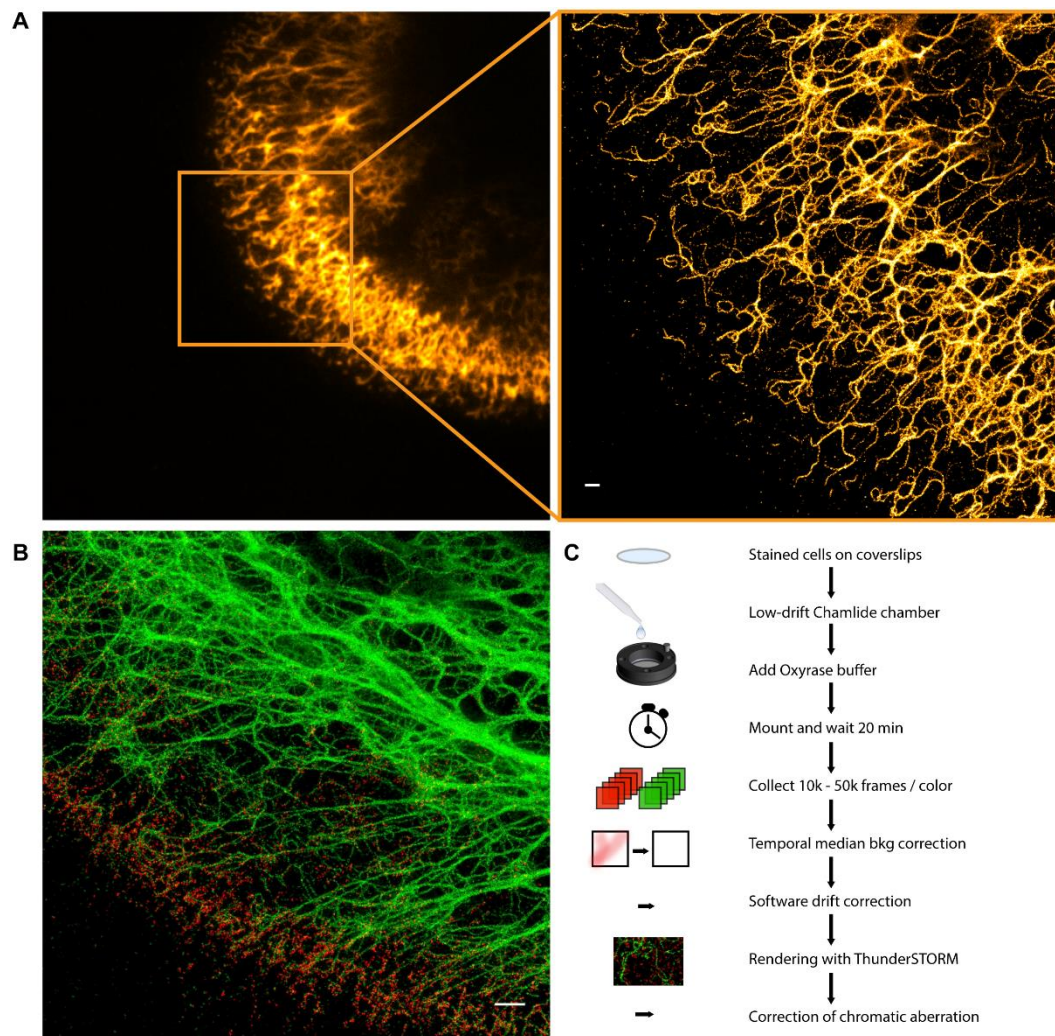 A
B
C
Stained cells on coverslips
Low-drift Chamlide chamber
Add Oxyrase buffer
Mount and wait 20 min
Collect 10k - 50k frames / color
Temporal median bkg correction
Software drift correction
Rendering with ThunderSTORM
Correction of chromatic aberration